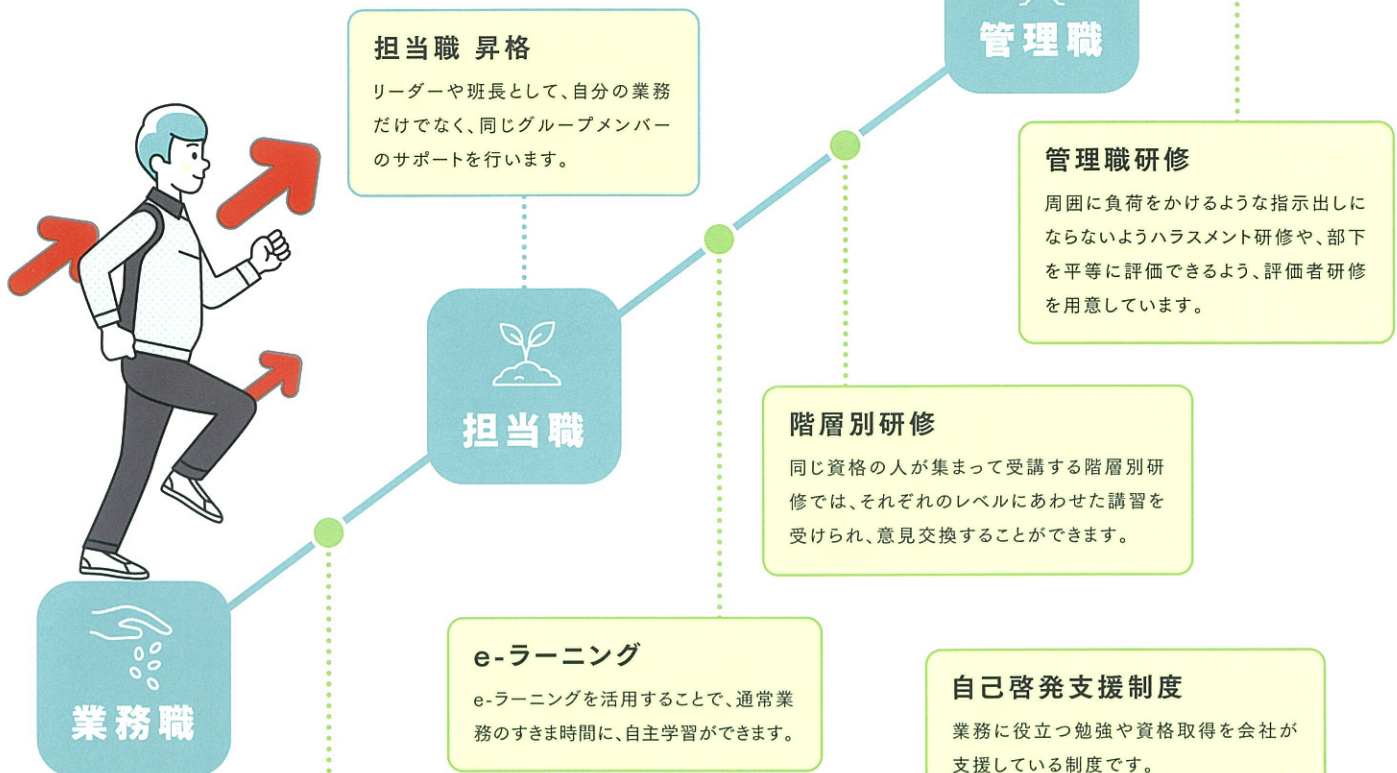 管理職
担当職 昇格
リーダーや班長として、自分の業務
だけでなく、同じグループメンバー
のサポートを行います。
管理職研修
周囲に負荷をかけるような指示出しに
ならないようハラスメント研修や、部下
を平等に評価できるよう、評価者研修
を用意しています。
担当職
階層別研修
同じ資格の人が集まって受講する階層別研
修では、それぞれのレベルにあわせた講習を
受けられ、意見交換することができます。
e-ラーニング
e-ラーニングを活用することで、通常業
務のすきま時間に、自主学習ができます。
自己啓発支援制度
業務に役立つ勉強や資格取得を会社が
支援している制度です。
業務職